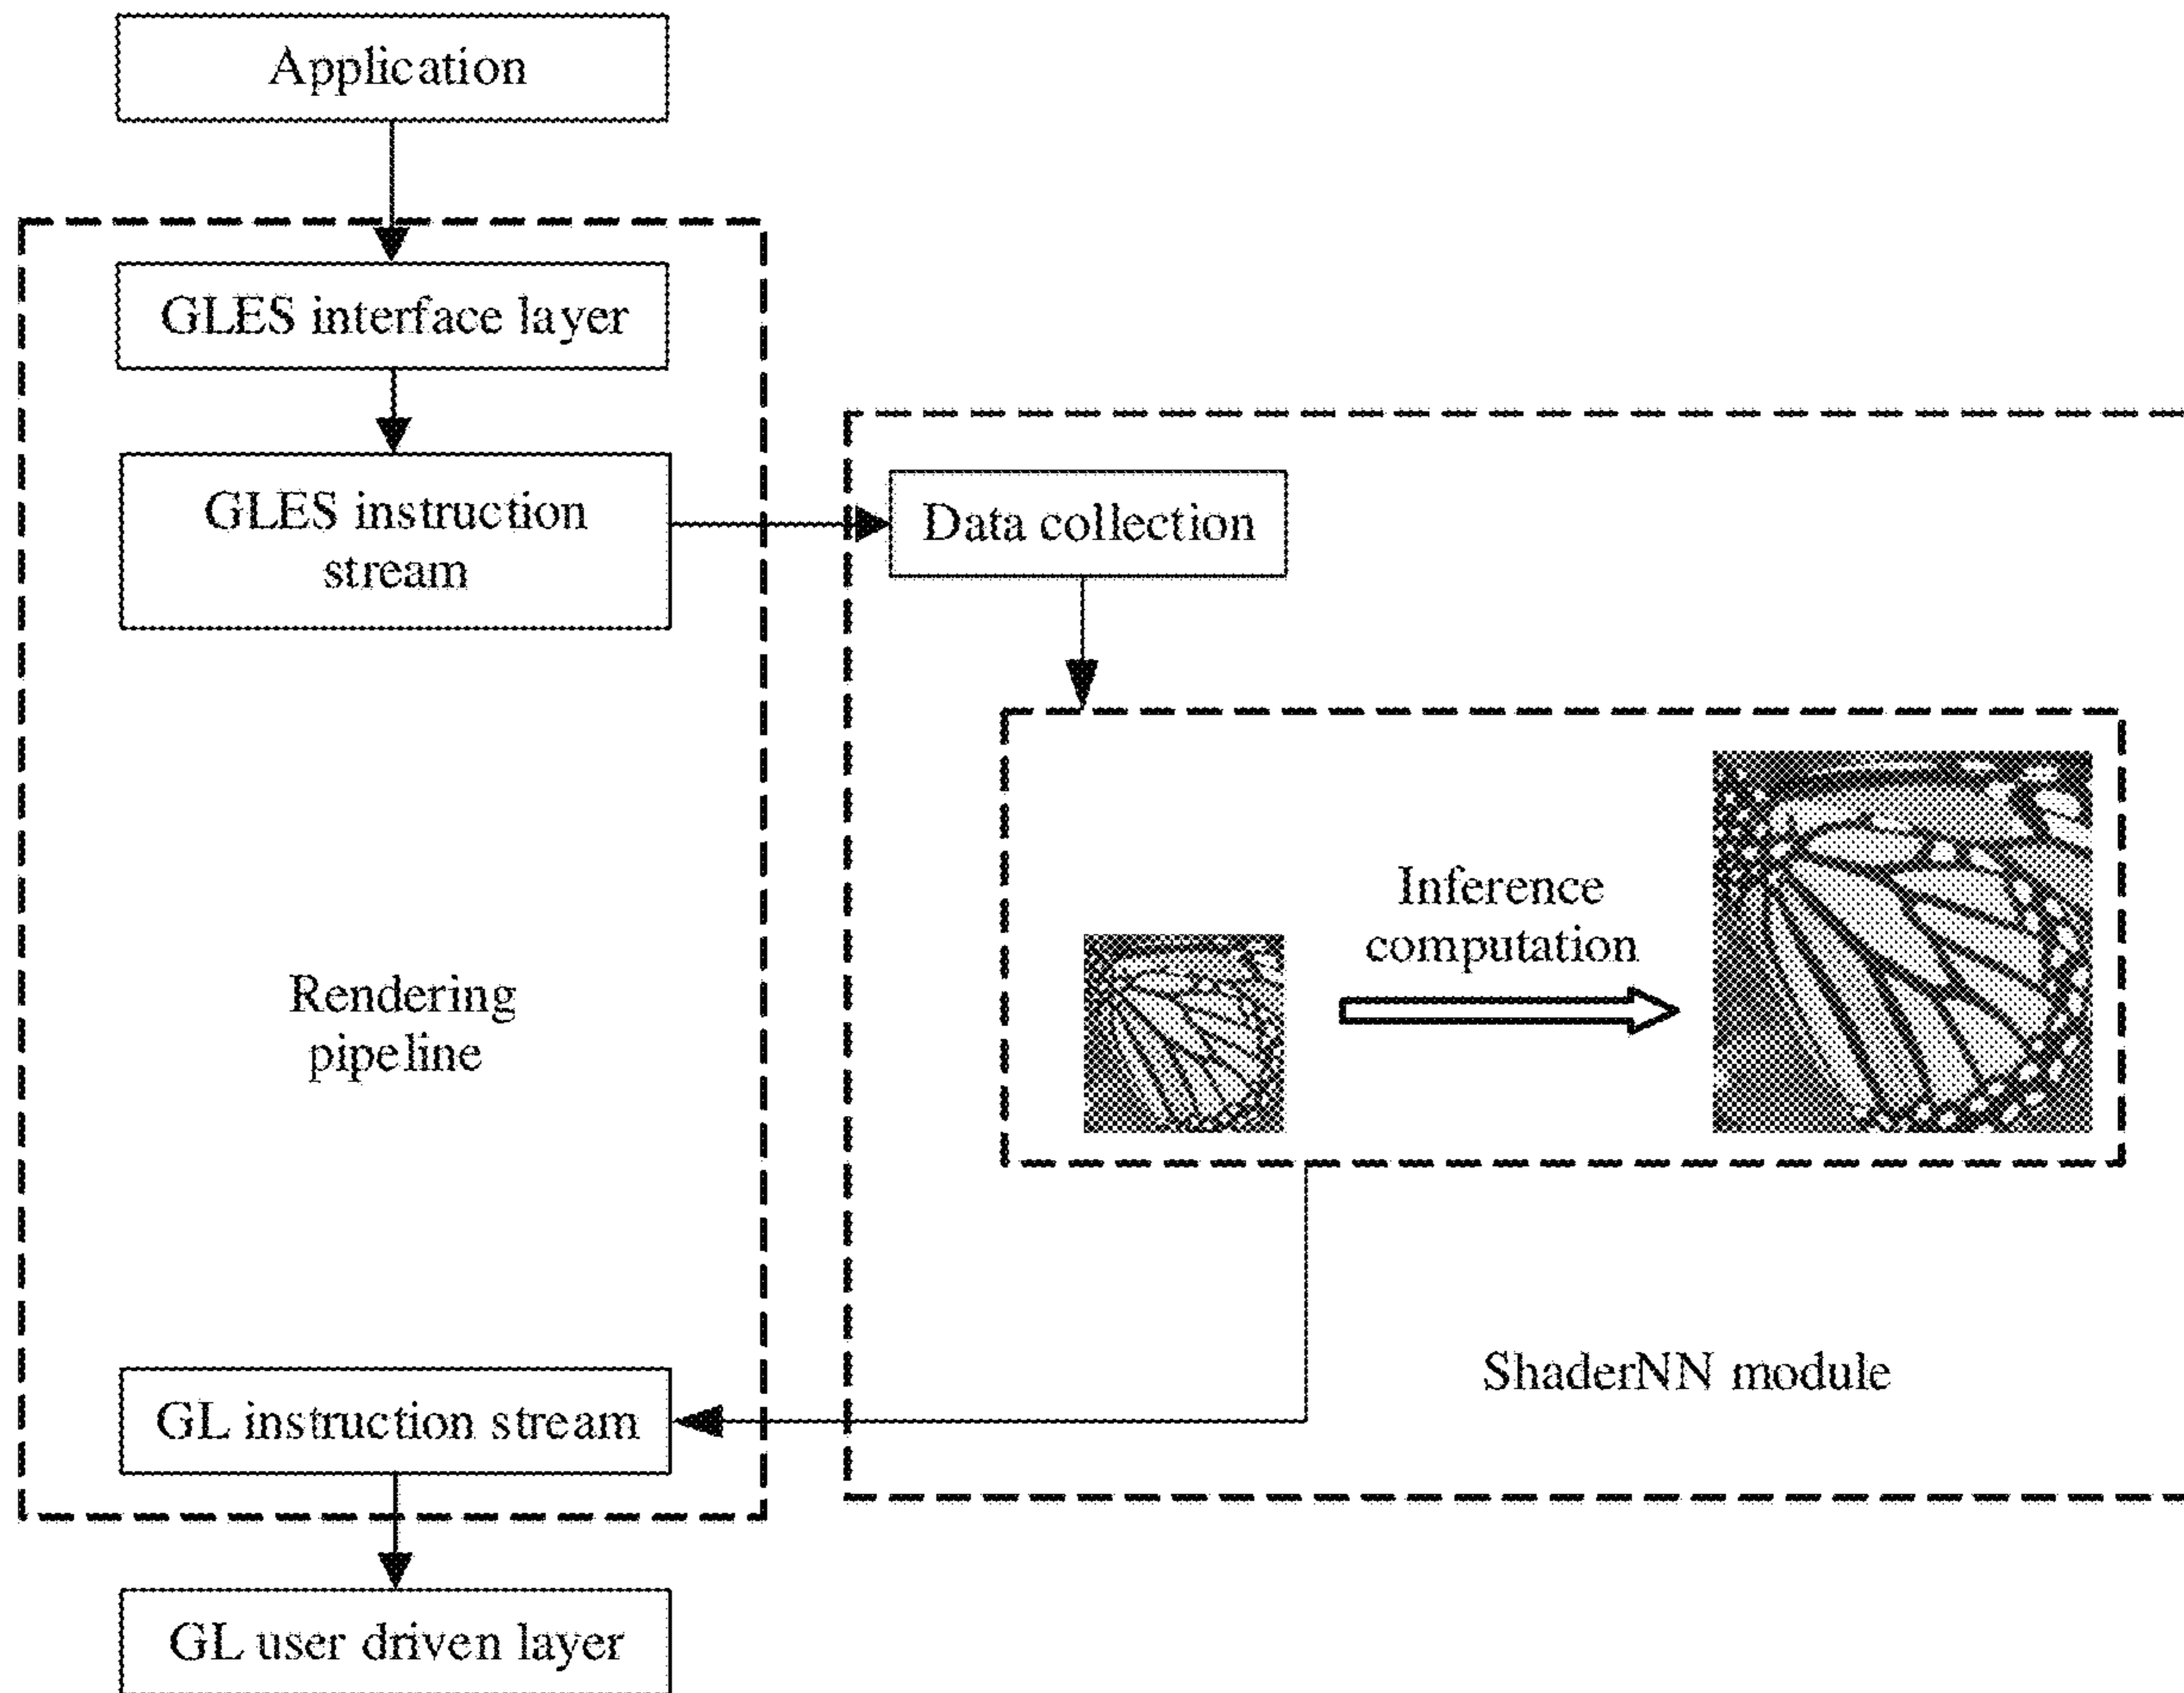 Application
GLES interface layer
GLES instruction
stream
Data collection
Inference
computation
Rendering
pipeline
ShaderNN module
GL instruction stream
GL user driven layer